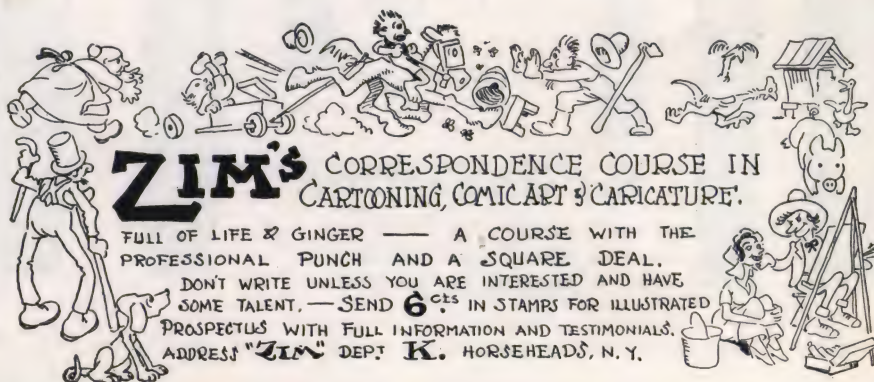 ZIM'S CORRESPONDENCE COURSE IN
CARTOONING, COMIC ART & CARICATURE.
FULL OF LIFE & GINGER — A COURSE WITH THE
PROFESSIONAL PUNCH AND A SQUARE DEAL.
DON'T WRITE UNLESS YOU ARE INTERESTED AND HAVE
SOME TALENT. — SEND 6 CTS. IN STAMPS FOR ILLUSTRATED
PROSPECTUS WITH FULL INFORMATION AND TESTIMONIALS.
ADDRESS "ZIM" DEPT K. HORSEHEADS, N. Y.